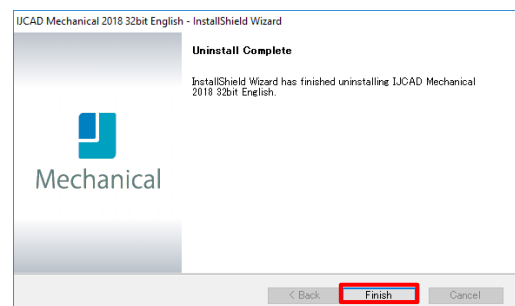 IJCAD Mechanical 2018 32bit English - InstallShield Wizard
Uninstall Complete
InstallShield Wizard has finished uninstalling IJCAD Mechanical
2018 32bit English.
Mechanical
< Back Finish Cancel